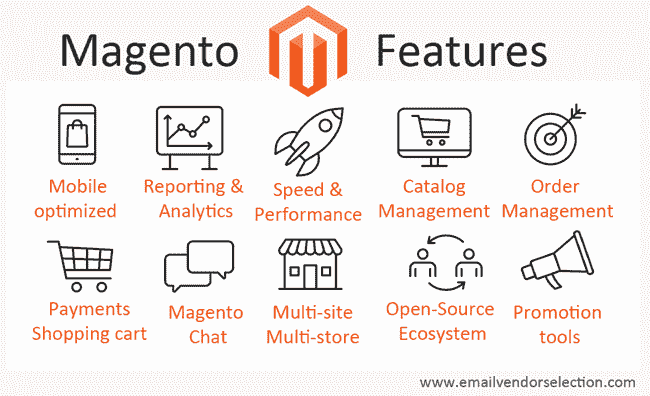 Magento Features
Mobile
optimized
Reporting &
Analytics
Speed &
Performance
Catalog
Management
Order
Management
Payments
Shopping cart
Magento
Chat
Multi-site
Multi-store
Open-Source
Ecosystem
Promotion
tools
www.emailvendorselection.com